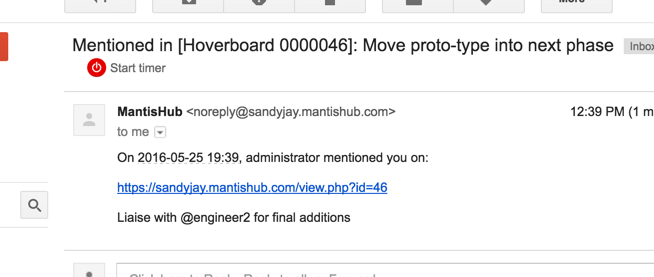 More
Mentioned in [Hoverboard 0000046]: Move proto-type into next phase Inbox
Start timer
MantisHub <noreply@sandyjay.mantishub.com> 12:39 PM (1 m
to me
On 2016-05-25 19:39, administrator mentioned you on:
https://sandyjay.mantishub.com/view.php?id=46
Liaise with @engineer2 for final additions